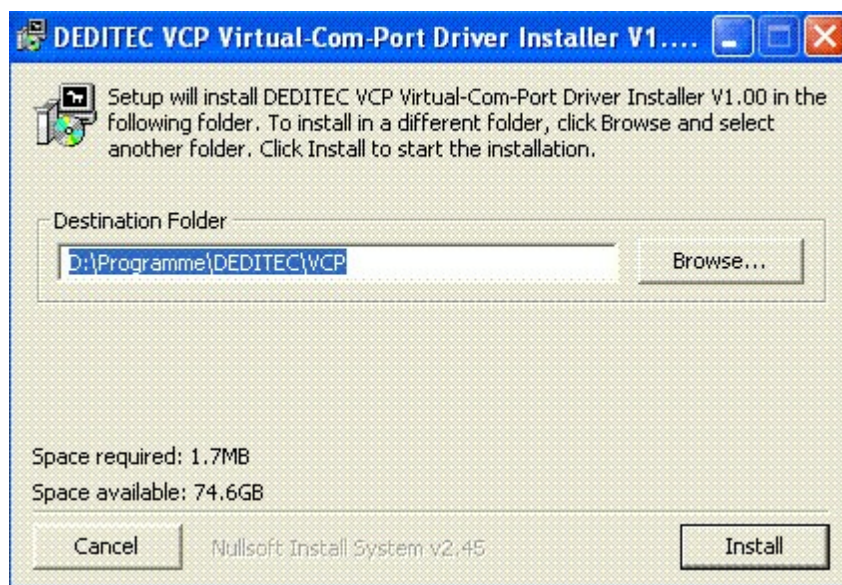 DEDITEC VCP Virtual-Com-Port Driver Installer V1....
Setup will install DEDITEC VCP Virtual-Com-Port Driver Installer V1.00 in the
following folder. To install in a different folder, click Browse and select
another folder. Click Install to start the installation.
Destination Folder
D:\Programme\DEDITEC\VCP
Browse...
Space required: 1.7MB
Space available: 74.6GB
Cancel
Nullsoft Install System v2.45
Install